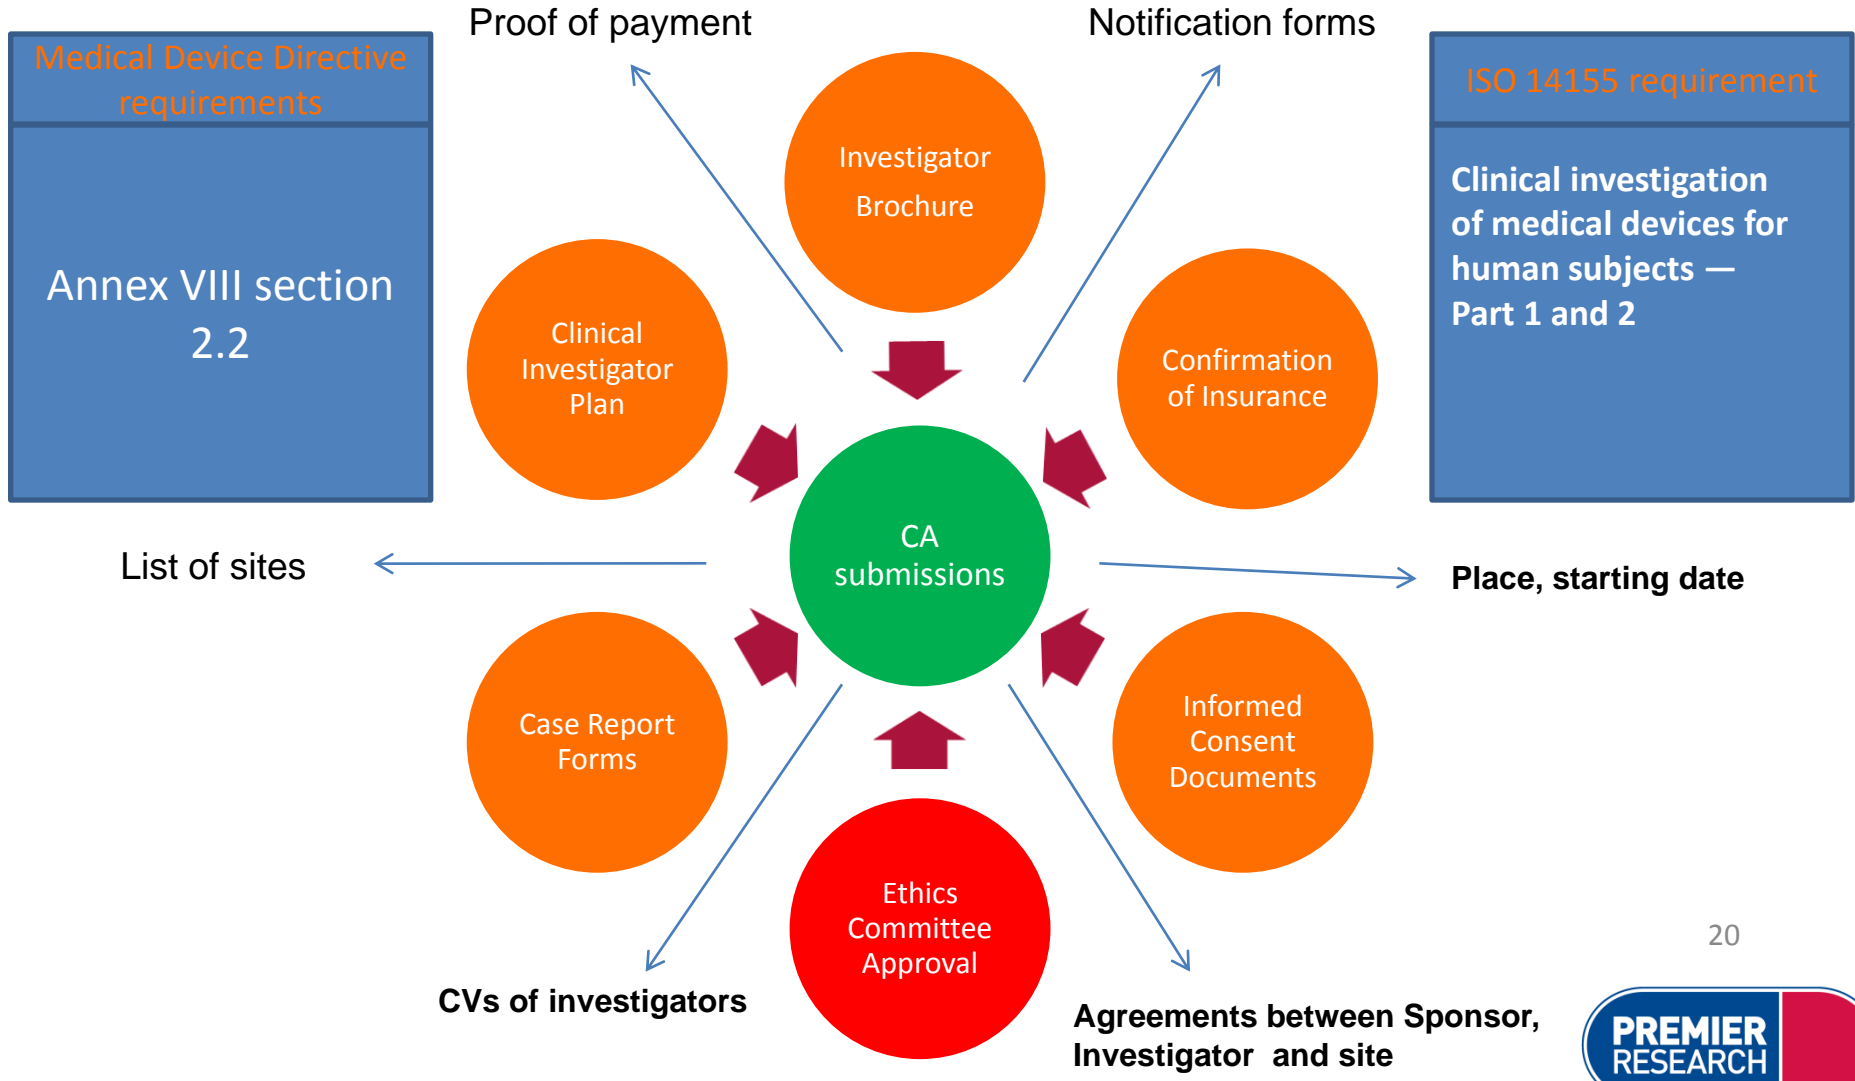 Proof of payment
Notification forms
Medical Device Directive
requirements
Annex VIII section
2.2
Investigator
Brochure
ISO 14155 requirement
Clinical investigation
of medical devices for
human subjects —
Part 1 and 2
Clinical
Investigator
Plan
Confirmation
of Insurance
CA
submissions
List of sites
Place, starting date
Case Report
Forms
Informed
Consent
Documents
Ethics
Committee
Approval
CVs of investigators
Agreements between Sponsor,
Investigator and site
20
PREMIER
RESEARCH